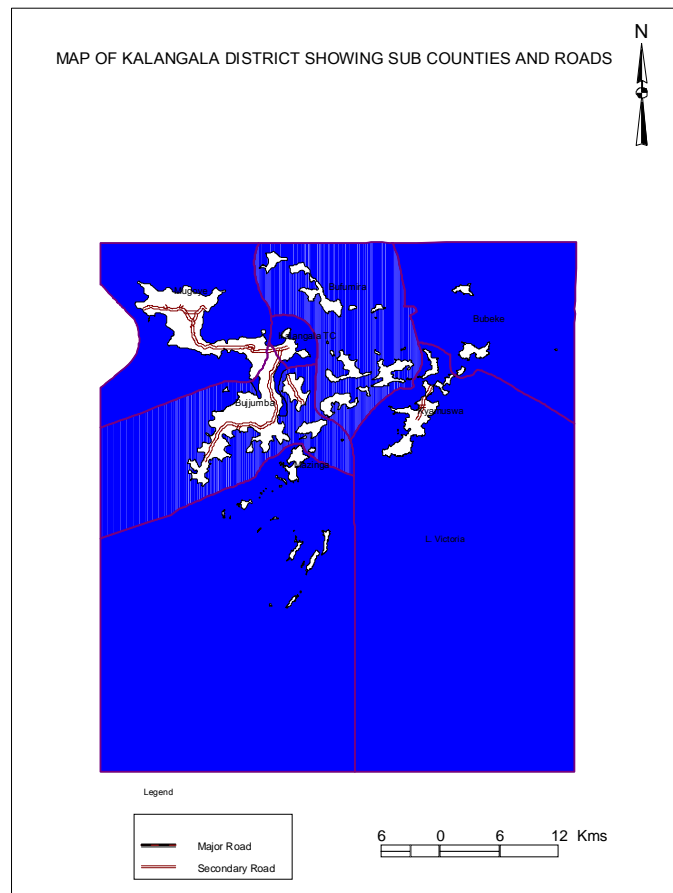 MAP OF KALANGALA DISTRICT SHOWING SUB COUNTIES AND ROADS
N
Bujumba
L. Victoria
Legend
Major Road
Secondary Road
6 0 6 12 Kms